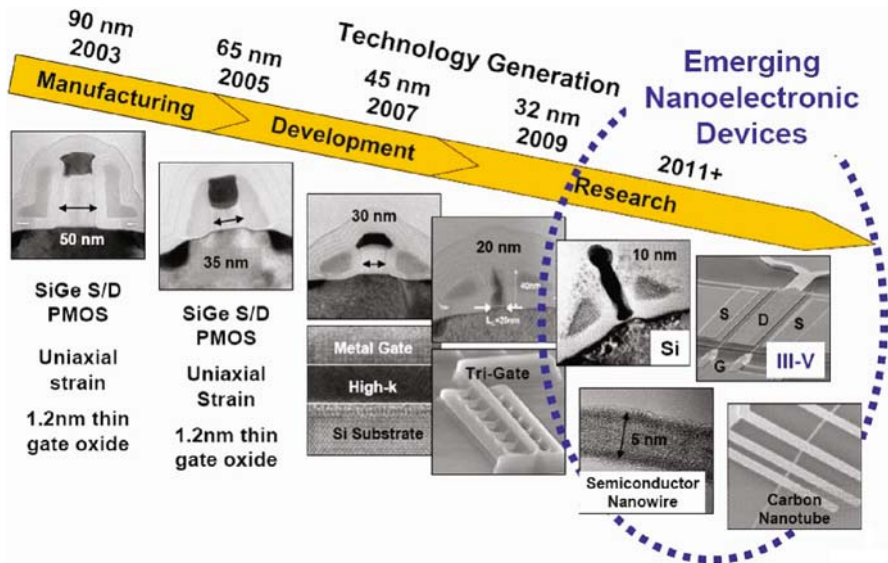 90 nm
2003
65 nm
2005
Technology Generation
45 nm
2007
32 nm
2009
2011+
Emerging
Nanoelectronic
Devices
Manufacturing
Development
Research
50 nm
35 nm
30 nm
20 nm
40nm
10 nm
Si
S
D
S
G
III-V
SiGe S/D
PMOS
Uniaxial
strain
1.2nm thin
gate oxide
SiGe S/D
PMOS
Uniaxial
Strain
1.2nm thin
gate oxide
Metal Gate
High-k
Si Substrate
Tri-Gate
5 nm
Semiconductor
Nanowire
Carbon
Nanotube